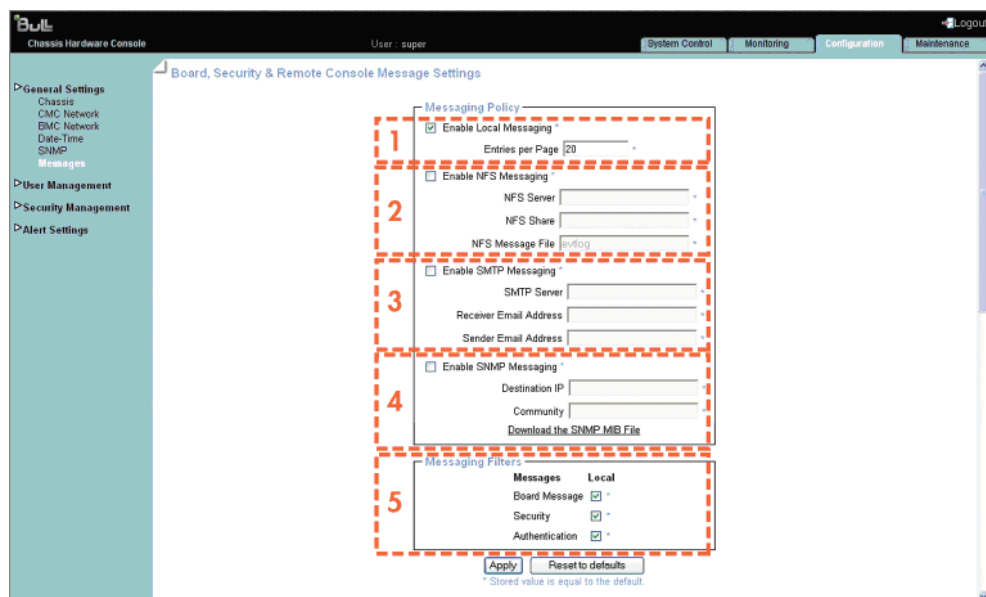 Bull
Logout
Chassis Hardware Console
User : super
System Control
Monitoring
Configuration
Maintenance
General Settings
Chassis
CMC Network
BMC Network
Date-Time
SNMP
Messages
User Management
Security Management
Alert Settings
Board, Security & Remote Console Message Settings
Messaging Policy
1
Enable Local Messaging *
Entries per Page 20 *
2
Enable NFS Messaging *
NFS Server *
NFS Share *
NFS Message File evtlog *
3
Enable SMTP Messaging *
SMTP Server *
Receiver Email Address *
Sender Email Address *
4
Enable SNMP Messaging *
Destination IP *
Community *
Download the SNMP MIB File
Messaging Filters
5
Messages Local
Board Message *
Security *
Authentication *
Apply Reset to defaults
* Stored value is equal to the default.